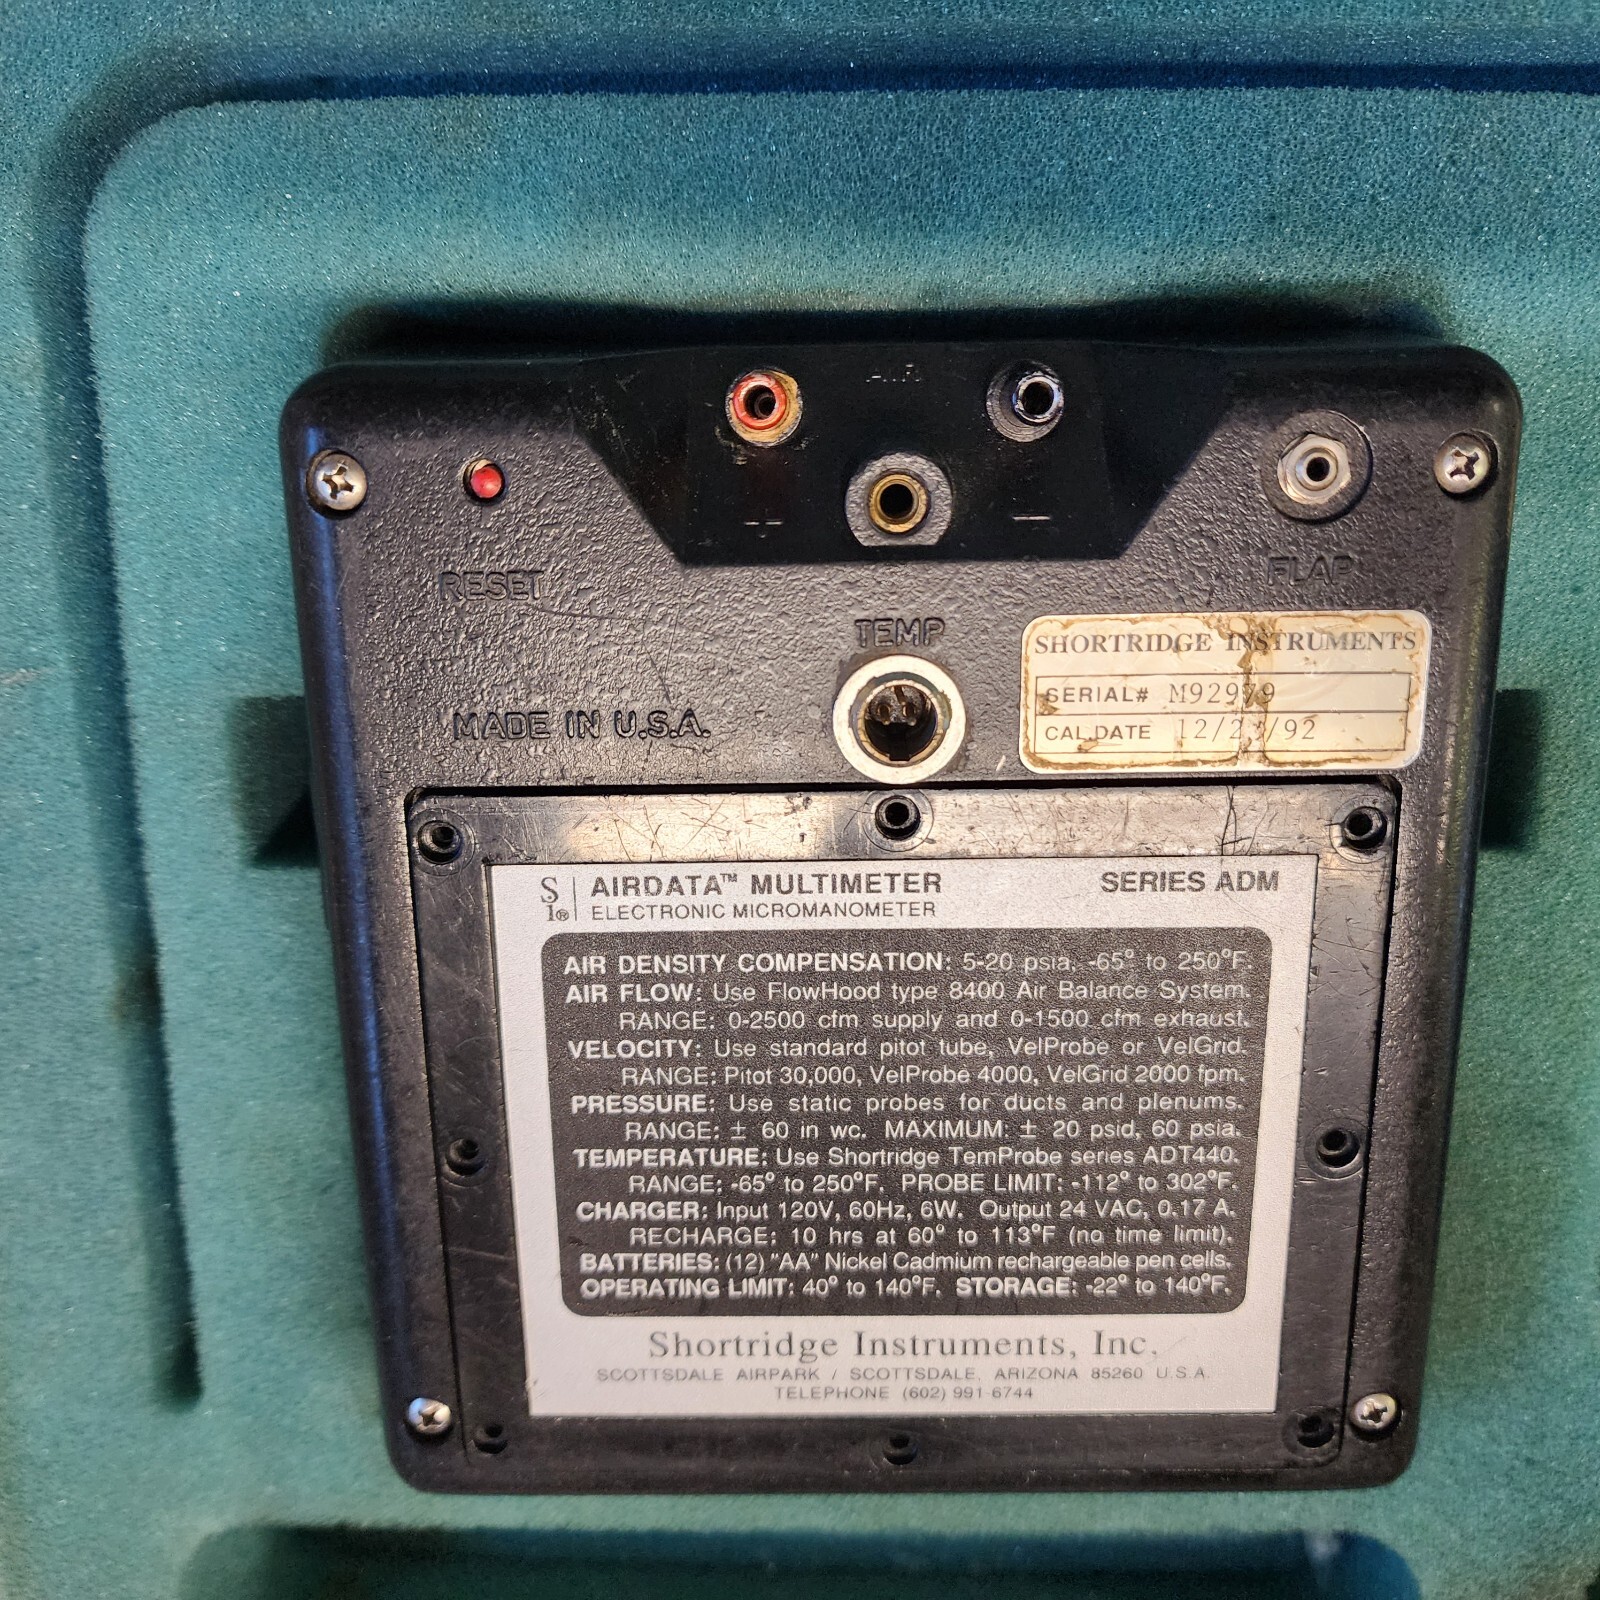 AIR
+ −
RESET
FLAP
TEMP
MADE IN U.S.A.
SHORTRIDGE INSTRUMENTS
SERIAL# M92979
CAL.DATE
SI® AIRDATA™ MULTIMETER SERIES ADM
ELECTRONIC MICROMANOMETER
AIR DENSITY COMPENSATION: 5-20 psia, -65° to 250°F.
AIR FLOW: Use FlowHood type 8400 Air Balance System.
RANGE: 0-2500 cfm supply and 0-1500 cfm exhaust.
VELOCITY: Use standard pitot tube, VelProbe or VelGrid.
RANGE: Pitot 30,000, VelProbe 4000, VelGrid 2000 fpm.
PRESSURE: Use static probes for ducts and plenums.
RANGE: ± 60 in wc. MAXIMUM: ± 20 psid, 60 psia.
TEMPERATURE: Use Shortridge TemProbe series ADT440.
RANGE: -65° to 250°F. PROBE LIMIT: -112° to 302°F.
CHARGER: Input 120V, 60Hz, 6W. Output 24 VAC, 0.17 A.
RECHARGE: 10 hrs at 60° to 113°F (no time limit).
BATTERIES: (12) "AA" Nickel Cadmium rechargeable pen cells.
OPERATING LIMIT: 40° to 140°F. STORAGE: -22° to 140°F.
Shortridge Instruments, Inc.
SCOTTSDALE AIRPARK / SCOTTSDALE, ARIZONA 85260 U.S.A.
TELEPHONE (602) 991-6744